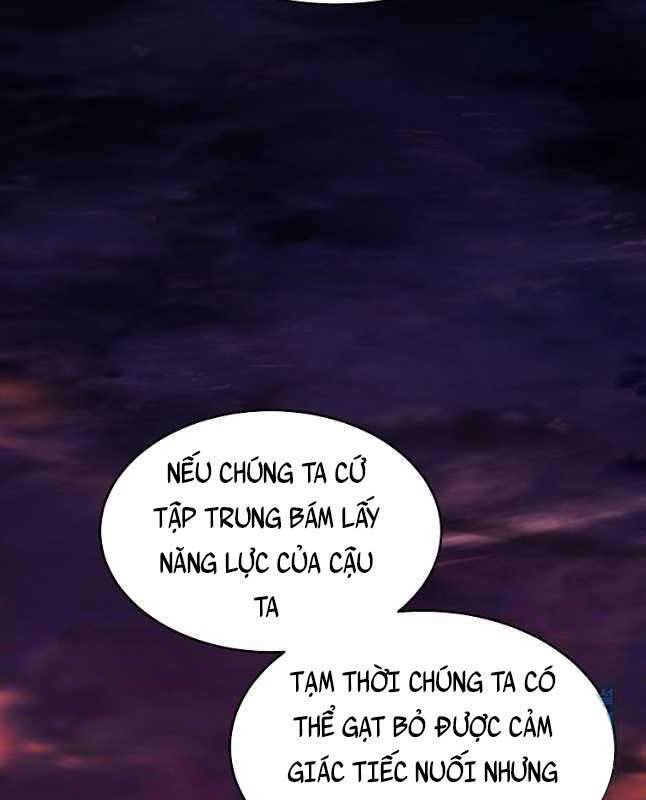 NẾU CHÚNG TA CỨ
TẬP TRUNG BÁM LẤY
NĂNG LỰC CỦA CẬU
TA
TẠM THỜI CHÚNG TA CÓ
THỂ GẠT BỎ ĐƯỢC CẢM
GIÁC TIẾC NUỐI NHƯNG